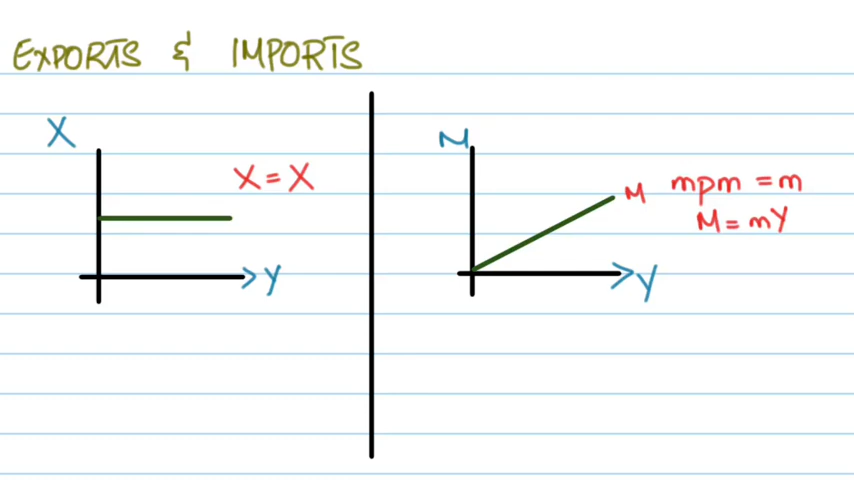 EXPORTS & IMPORTS
X
X = X
Y
M
M
mpm = m
M = mY
Y